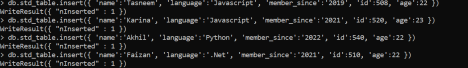 > db.std_table.insert({ "name":'Tasneem', "language":'Javascript', "member_since":'2019', "id":508, "age":22 })
WriteResult({ "nInserted" : 1 })
> db.std_table.insert({ "name":'Karina', "language":'Javascript', "member_since":'2021', "id":520, "age":23 })
WriteResult({ "nInserted" : 1 })
> db.std_table.insert({ "name":'Akhil', "language":'Python', "member_since":'2022', "id":540, "age":22 })
WriteResult({ "nInserted" : 1 })
> db.std_table.insert({ "name":'Faizan', "language":'.Net', "member_since":'2021', "id":510, "age":22 })
WriteResult({ "nInserted" : 1 })